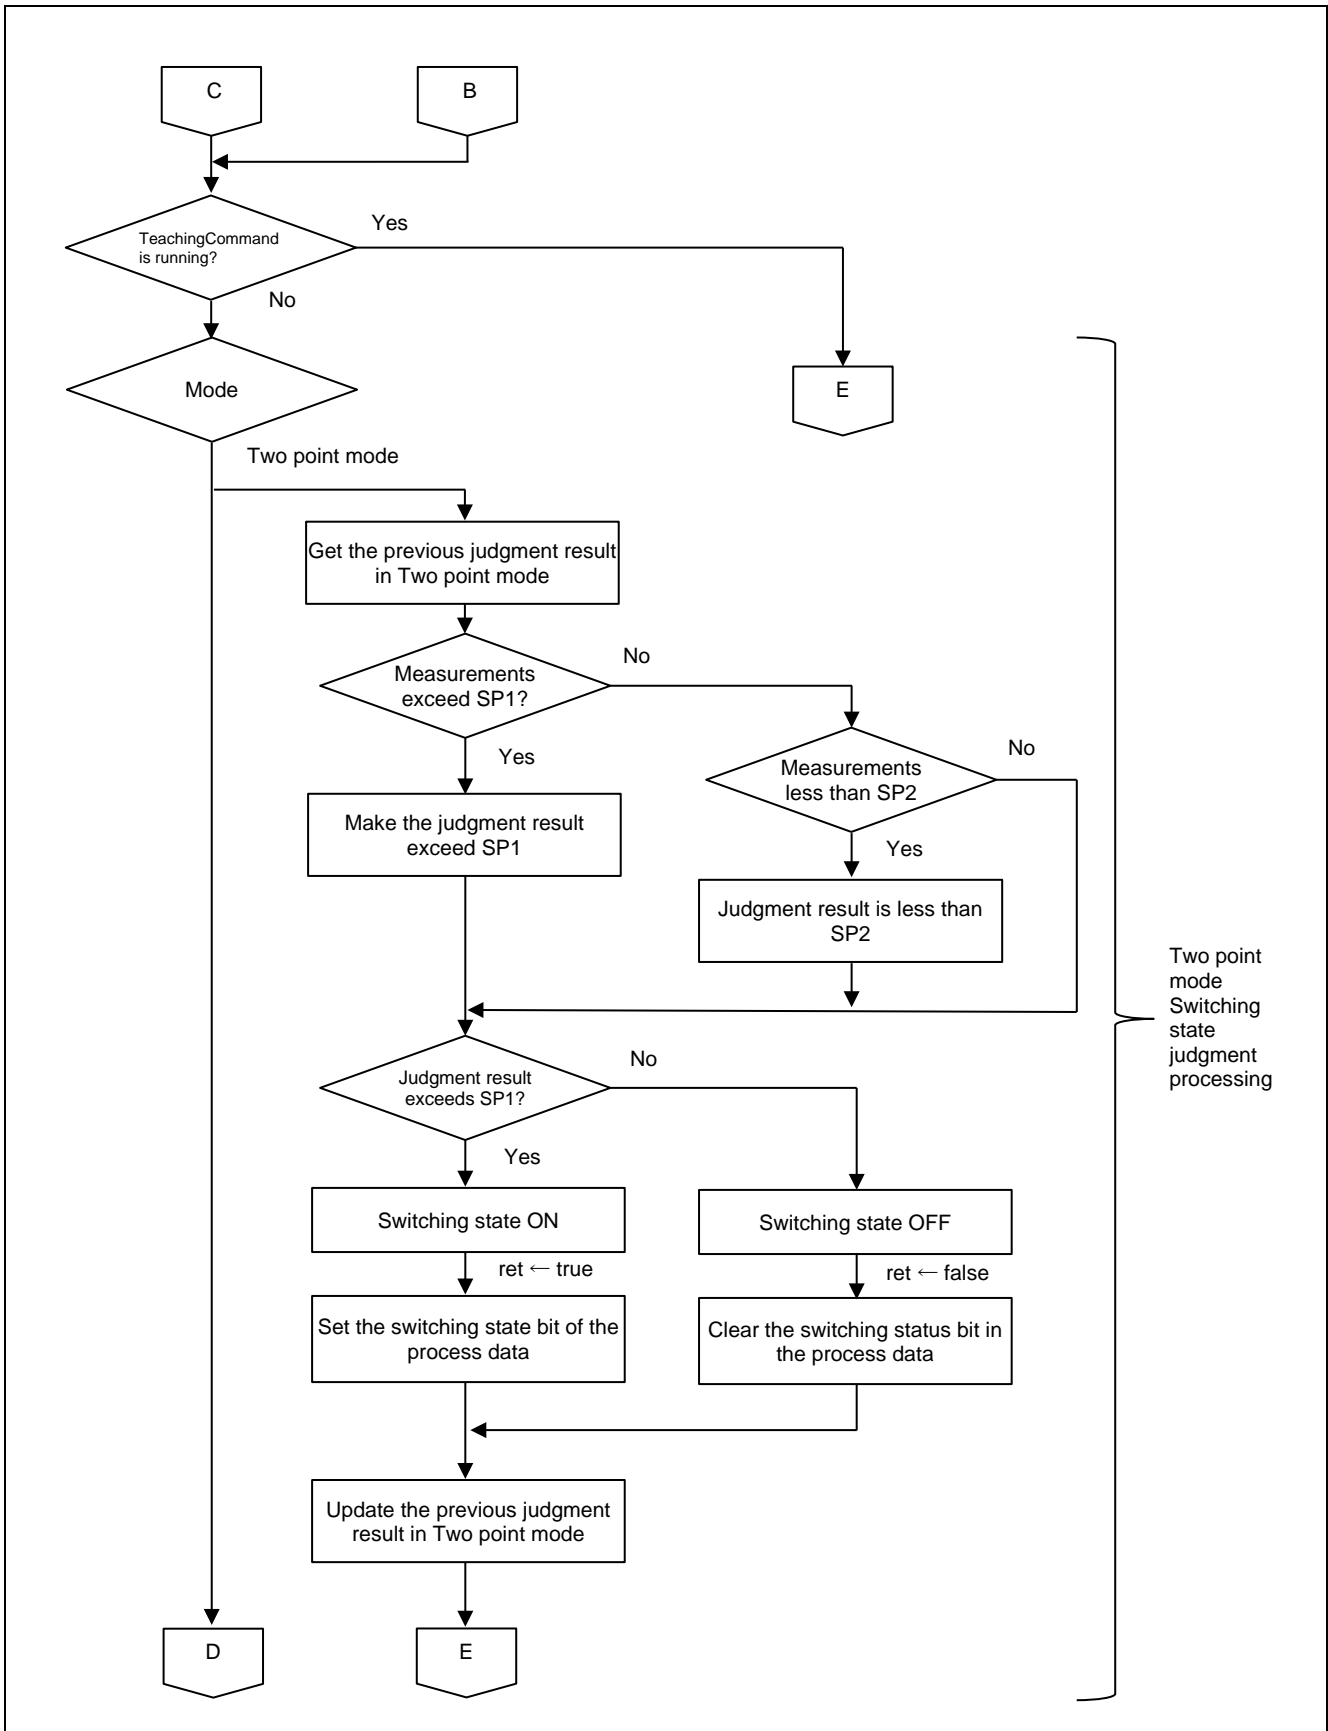 C
B
TeachingCommand
is running?
Yes
No
Mode
E
Two point mode
Get the previous judgment result
in Two point mode
Measurements
exceed SP1?
No
Yes
Measurements
less than SP2
No
Make the judgment result
exceed SP1
Yes
Judgment result is less than
SP2
Two point
mode
Switching
state
judgment
processing
Judgment result
exceeds SP1?
No
Yes
Switching state ON
Switching state OFF
ret ← true
ret ← false
Set the switching state bit of the
process data
Clear the switching status bit in
the process data
Update the previous judgment
result in Two point mode
D
E